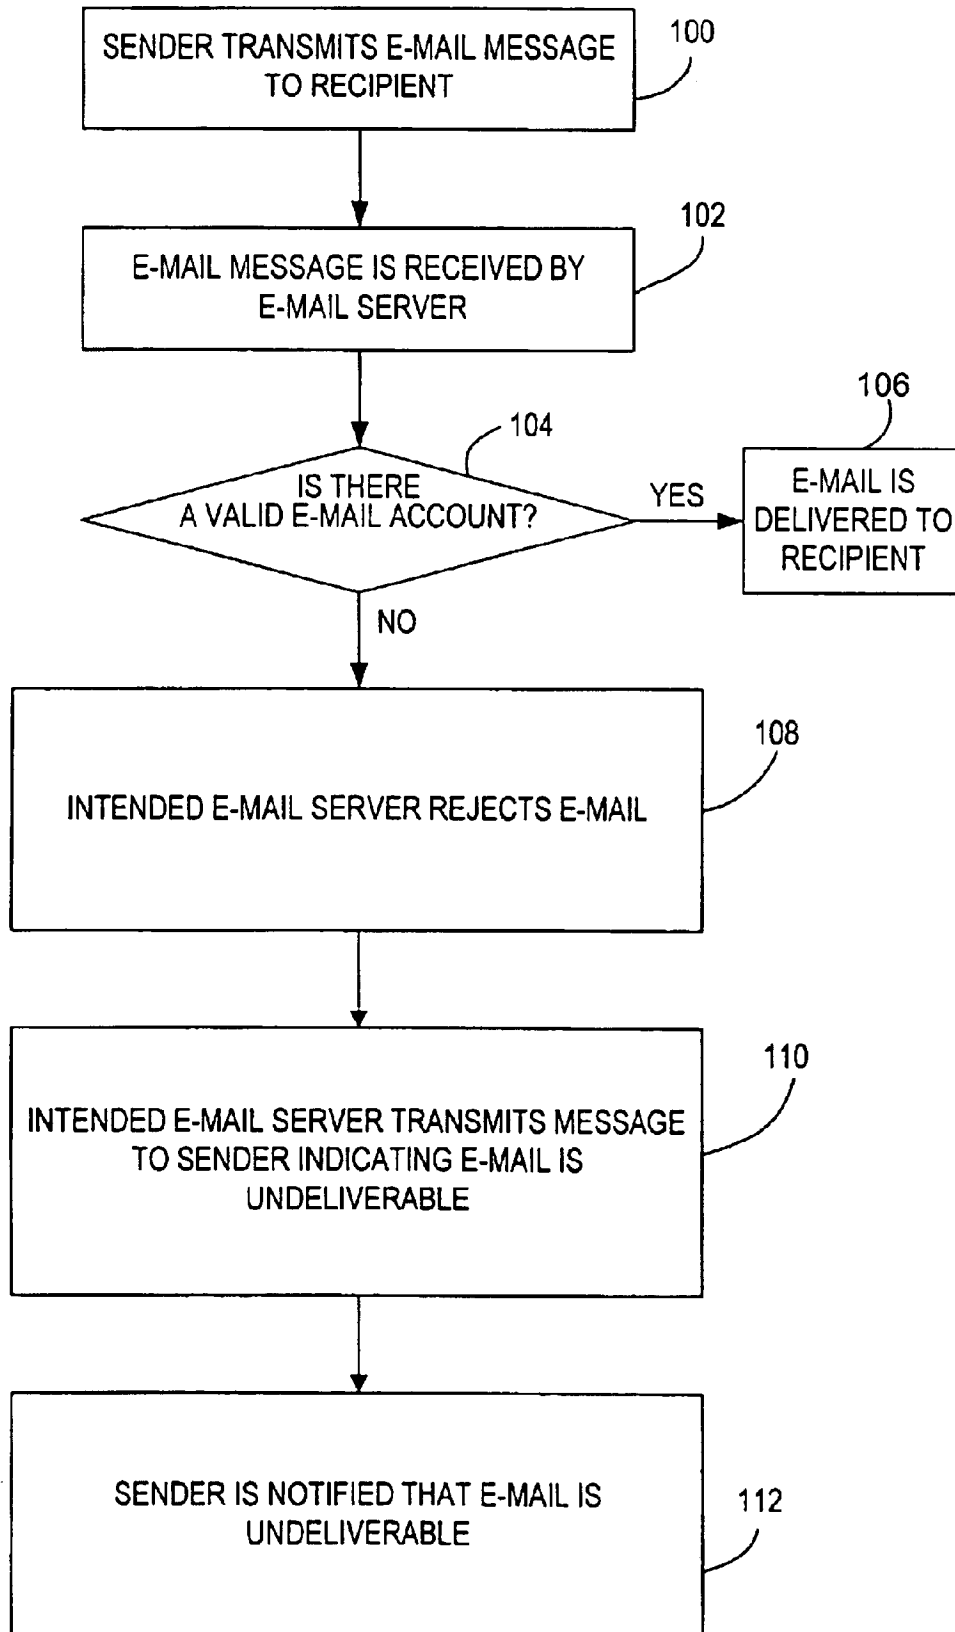 SENDER TRANSMITS E-MAIL MESSAGE
TO RECIPIENT
100
E-MAIL MESSAGE IS RECEIVED BY
E-MAIL SERVER
102
IS THERE
A VALID E-MAIL ACCOUNT?
104
YES
E-MAIL IS
DELIVERED TO
RECIPIENT
106
NO
INTENDED E-MAIL SERVER REJECTS E-MAIL
108
INTENDED E-MAIL SERVER TRANSMITS MESSAGE
TO SENDER INDICATING E-MAIL IS
UNDELIVERABLE
110
SENDER IS NOTIFIED THAT E-MAIL IS
UNDELIVERABLE
112